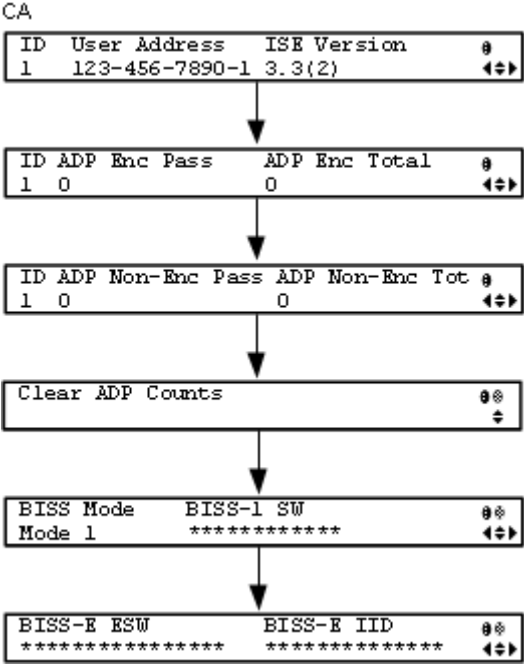 CA
ID User Address ISE Version
1 123-456-7890-1 3.3(2)
ID ADP Enc Pass ADP Enc Total
1 0 0
ID ADP Non-Enc Pass ADP Non-Enc Tot
1 0 0
Clear ADP Counts
BISS Mode BISS-1 SW
Mode 1 ************
BISS-E ESW BISS-E IID
**************** **************